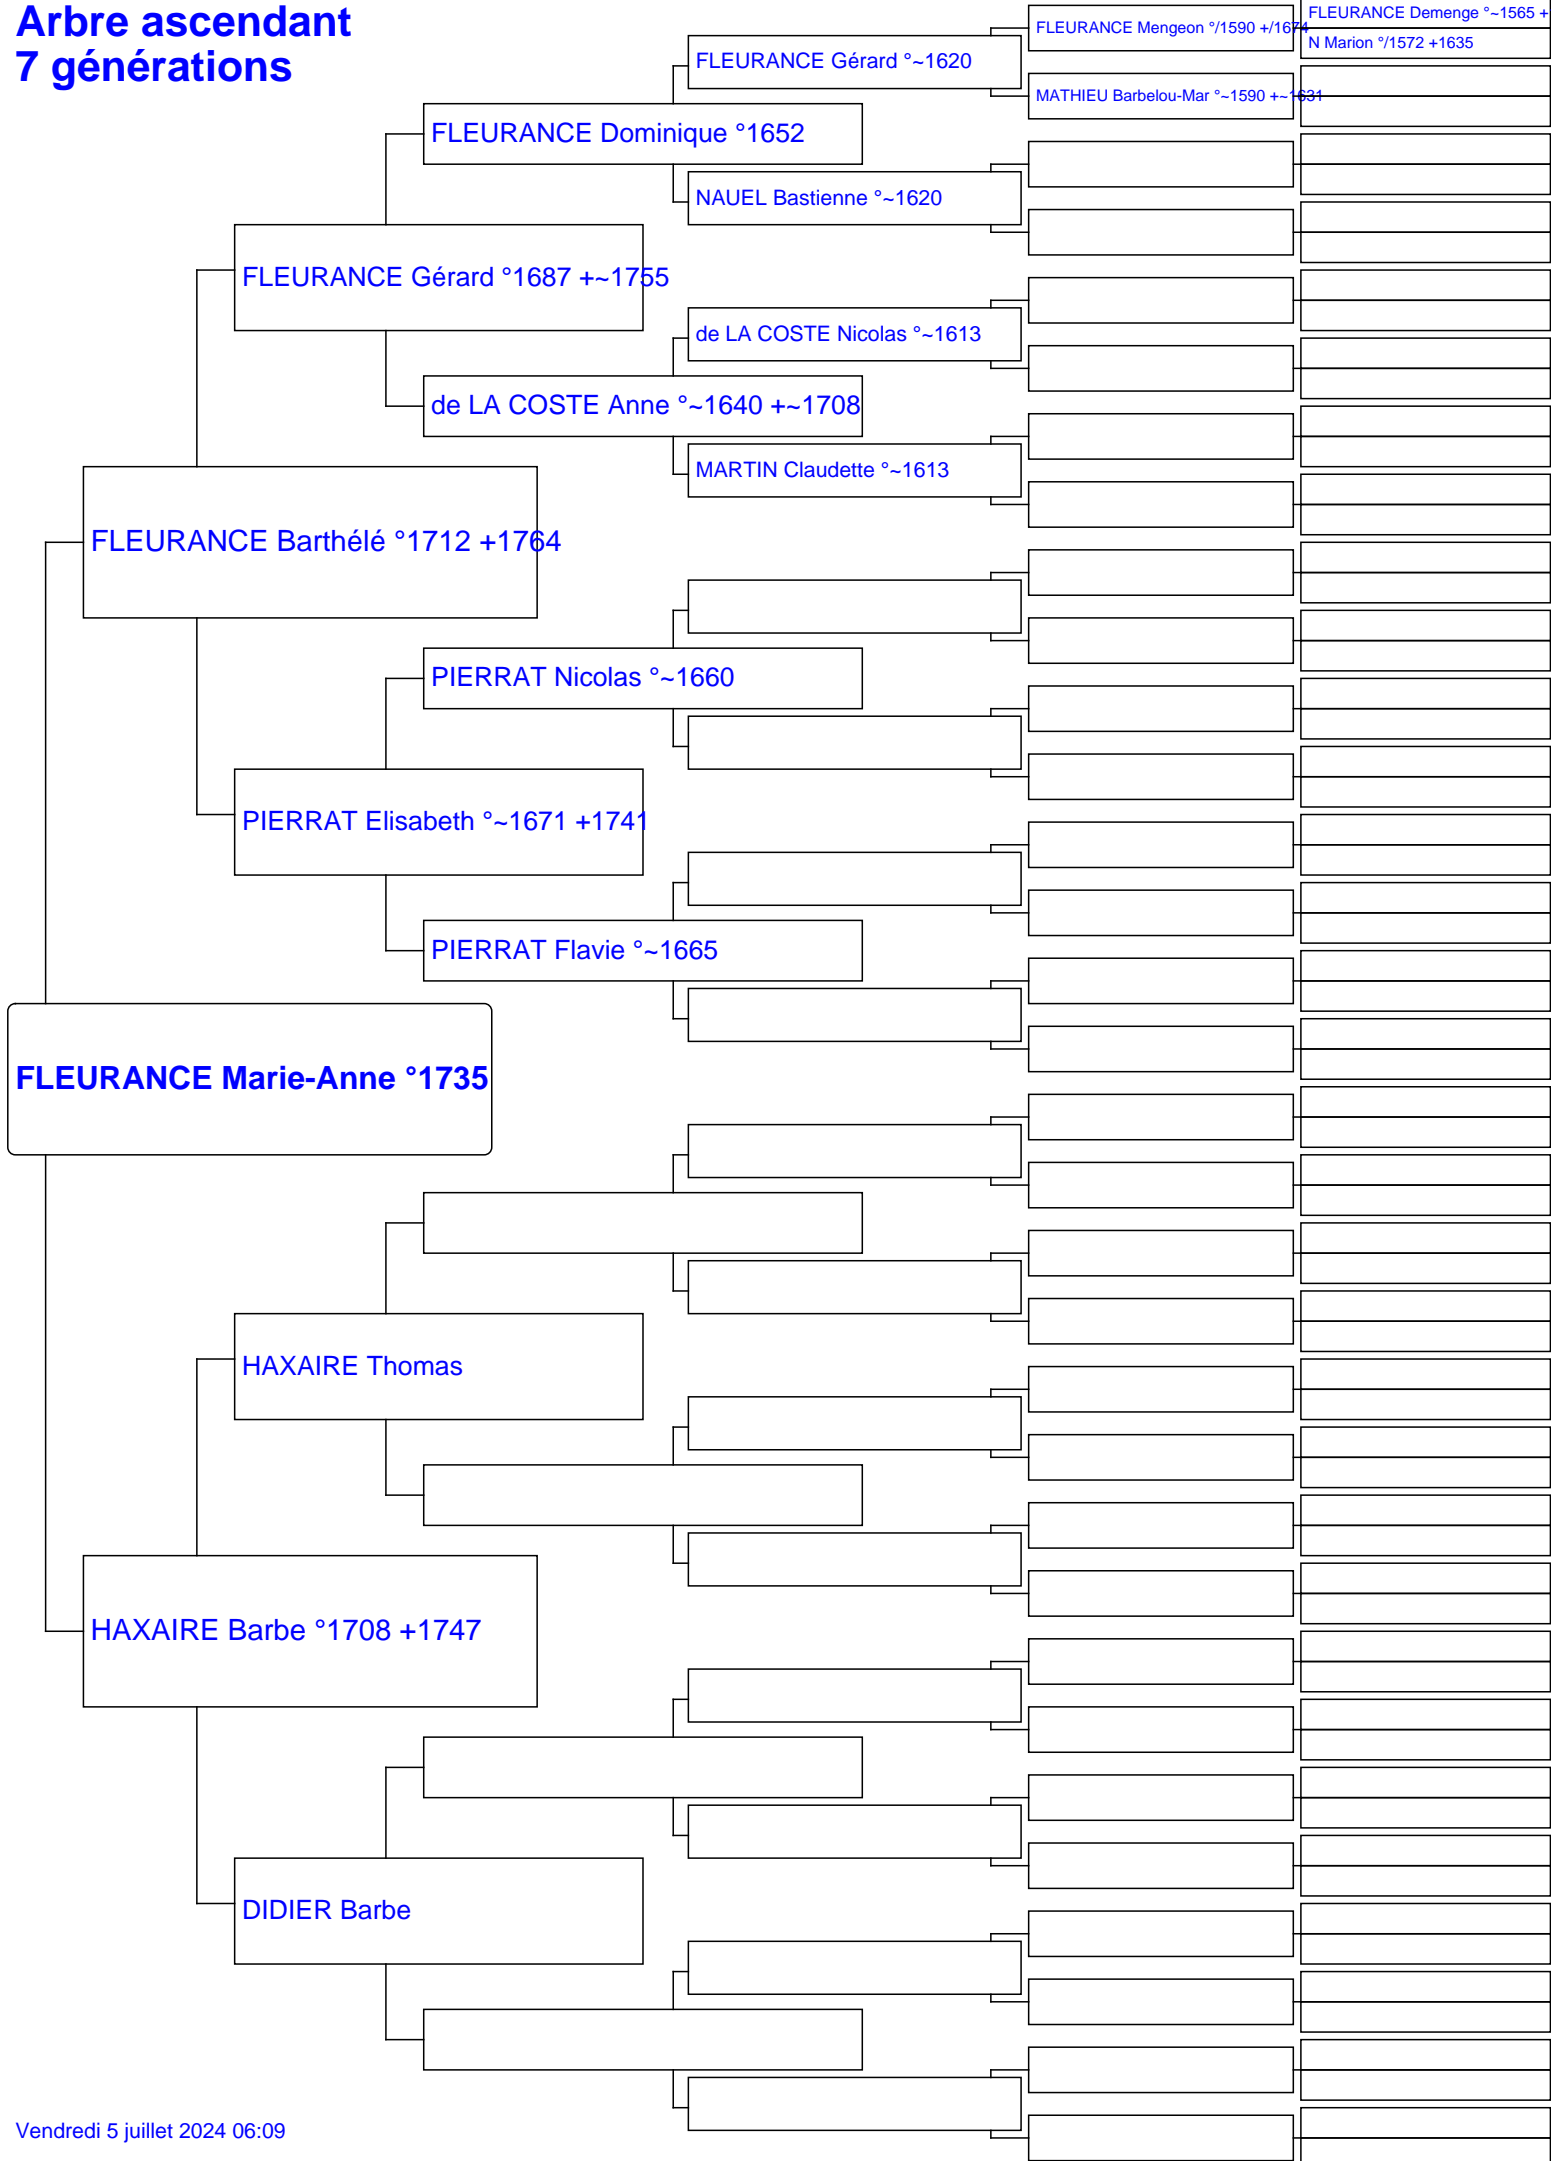 Arbre ascendant
7 générations
FLEURANCE Demenge °~1565 +
FLEURANCE Mengeon °/1590 +/1674
N Marion °/1572 +1635
FLEURANCE Gérard °~1620
MATHIEU Barbelou-Mar °~1590 +~1631
FLEURANCE Dominique °1652
NAUEL Bastienne °~1620
FLEURANCE Gérard °1687 +~1755
de LA COSTE Nicolas °~1613
de LA COSTE Anne °~1640 +~1708
MARTIN Claudette °~1613
FLEURANCE Barthélé °1712 +1764
PIERRAT Nicolas °~1660
PIERRAT Elisabeth °~1671 +1741
PIERRAT Flavie °~1665
FLEURANCE Marie-Anne °1735
HAXAIRE Thomas
HAXAIRE Barbe °1708 +1747
DIDIER Barbe
Vendredi 5 juillet 2024 06:09